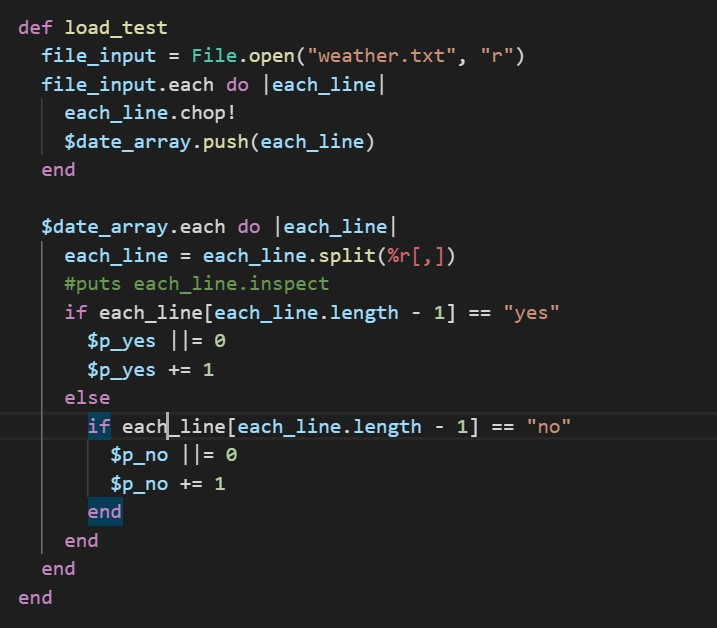 def load_test
  file_input = File.open("weather.txt", "r")
  file_input.each do |each_line|
    each_line.chop!
    $date_array.push(each_line)
  end

  $date_array.each do |each_line|
    each_line = each_line.split(%r[,])
    #puts each_line.inspect
    if each_line[each_line.length - 1] == "yes"
      $p_yes ||= 0
      $p_yes += 1
    else
      if each_line[each_line.length - 1] == "no"
        $p_no ||= 0
        $p_no += 1
      end
    end
  end
end